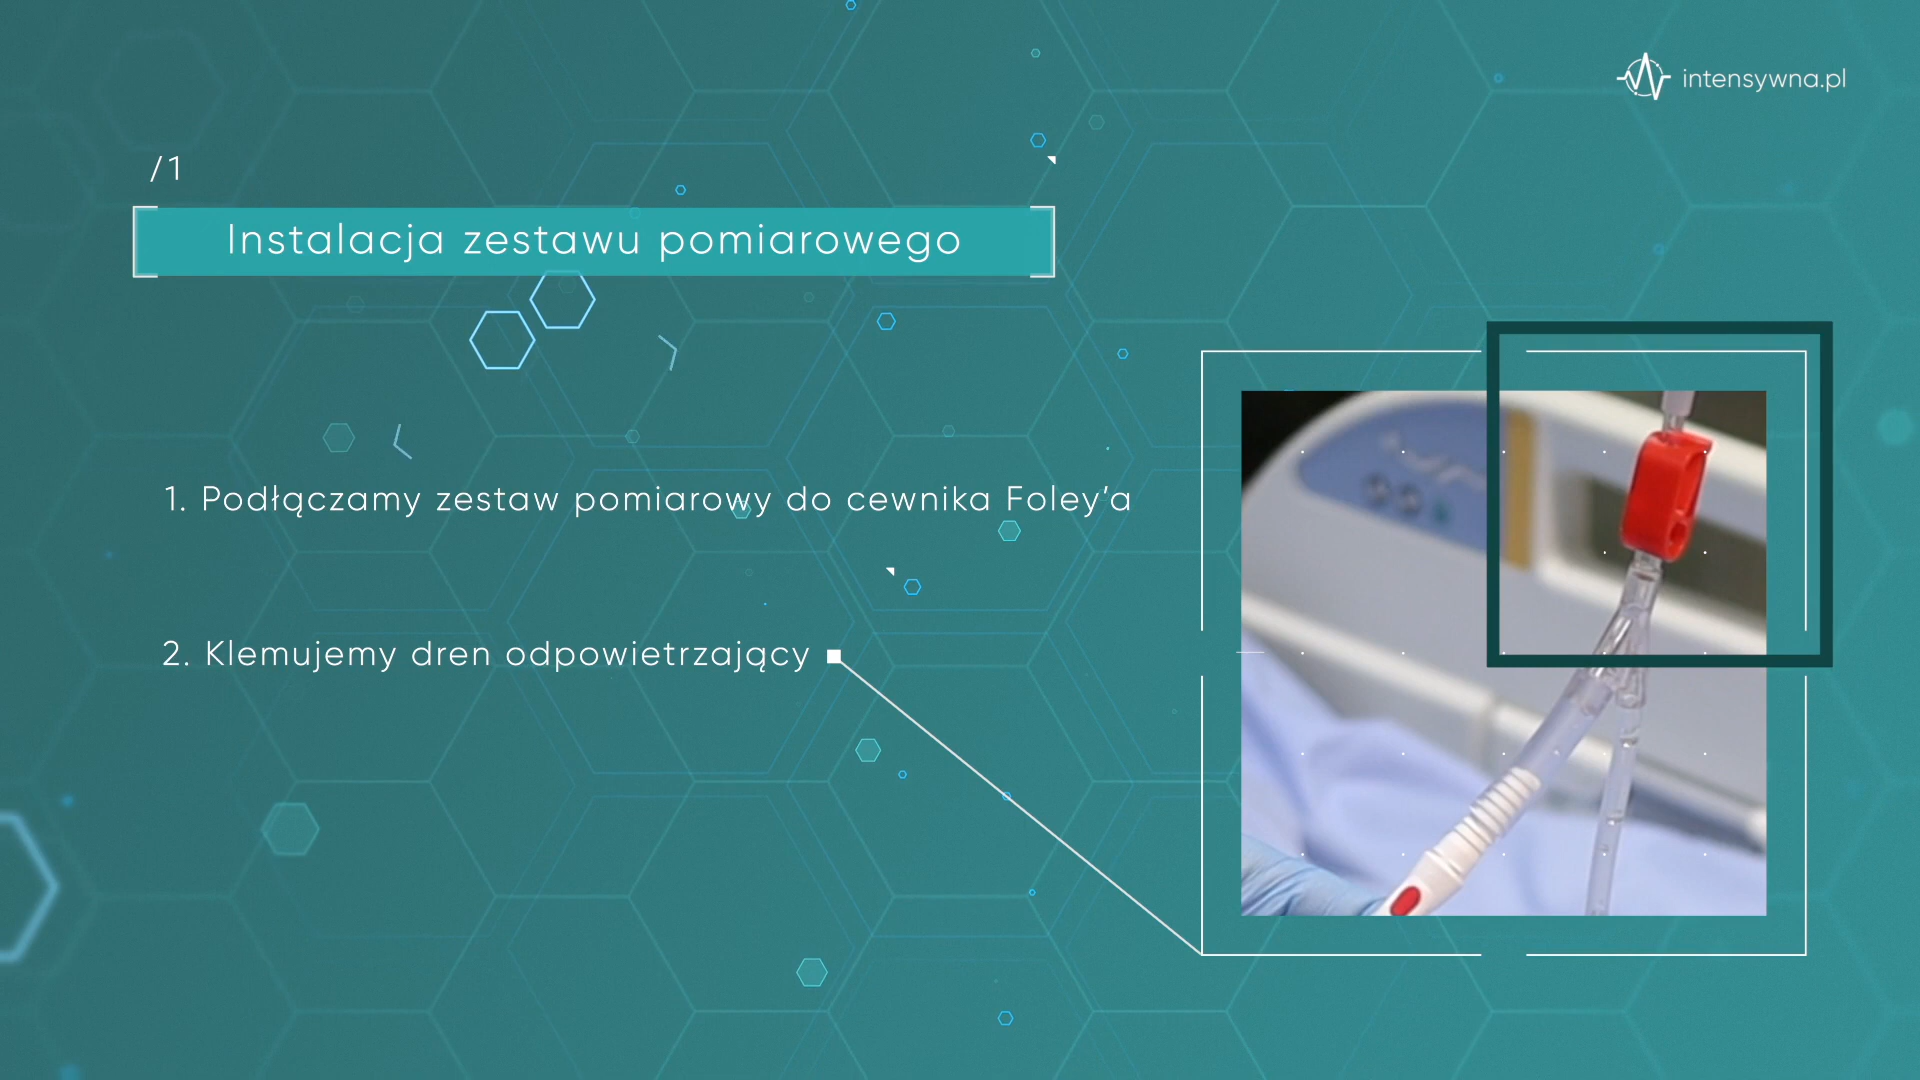 intensywna.pl
/1
Instalacja zestawu pomiarowego
1. Podłączamy zestaw pomiarowy do cewnika Foley’a
2. Klemujemy dren odpowietrzający